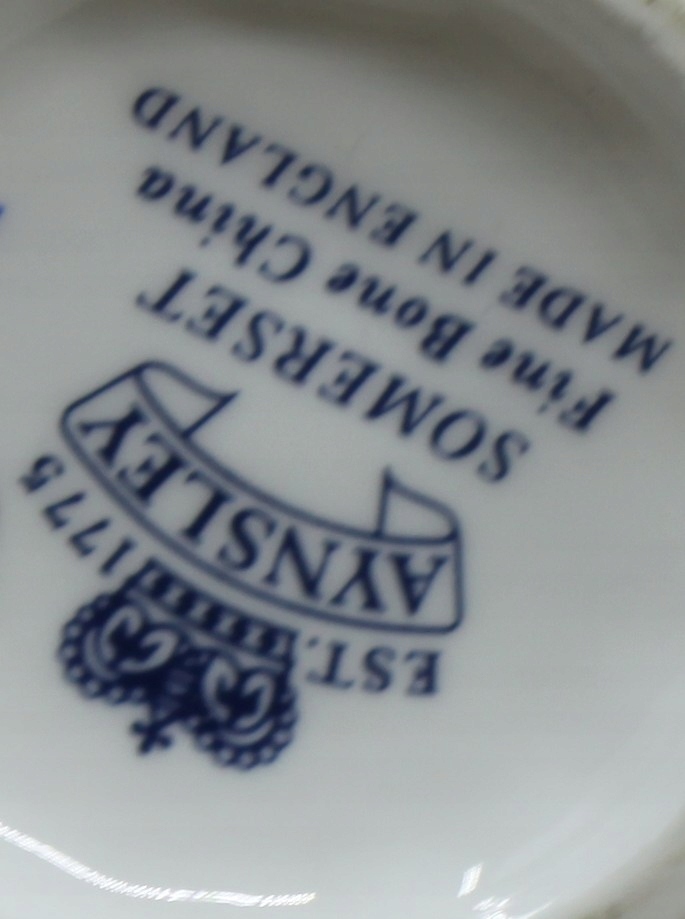 EST. 1775
AYNSLEY
SOMERSET
Fine Bone China
MADE IN ENGLAND